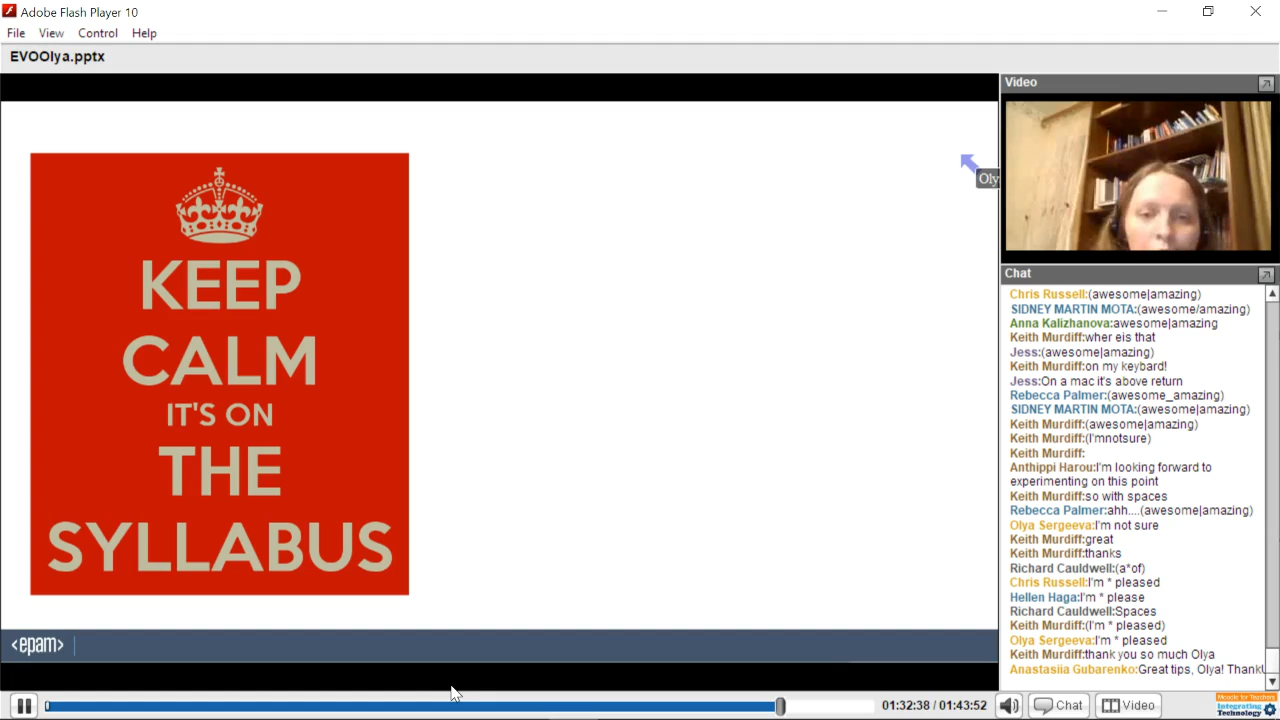 Adobe Flash Player 10
File View Control Help
EVOOlya.pptx
KEEP
CALM
IT'S ON
THE
SYLLABUS
Oly
<epam>
Video
Chat
Chris Russell:(awesome|amazing)
SIDNEY MARTIN MOTA:(awesome/amazing)
Anna Kalizhanova:awesome|amazing
Keith Murdiff:wher eis that
Jess:(awesome|amazing)
Keith Murdiff:on my keybard!
Jess:On a mac it's above return
Rebecca Palmer:(awesome_amazing)
SIDNEY MARTIN MOTA:(awesome|amazing)
Keith Murdiff:(awesome|amazing)
Keith Murdiff:(I'mnotsure)
Keith Murdiff:
Anthippi Harou:I'm looking forward to
experimenting on this point
Keith Murdiff:so with spaces
Rebecca Palmer:ahh....(awesome|amazing)
Olya Sergeeva:I'm not sure
Keith Murdiff:great
Keith Murdiff:thanks
Richard Cauldwell:(a*of)
Chris Russell:I'm * pleased
Hellen Haga:I'm * please
Richard Cauldwell:Spaces
Keith Murdiff:(I'm * pleased)
Olya Sergeeva:I'm * pleased
Keith Murdiff:thank you so much Olya
Anastasiia Gubarenko:Great tips, Olya! Thank
01:32:38 / 01:43:52
Chat
Video
Moodle for Teachers
Integrating
Technology